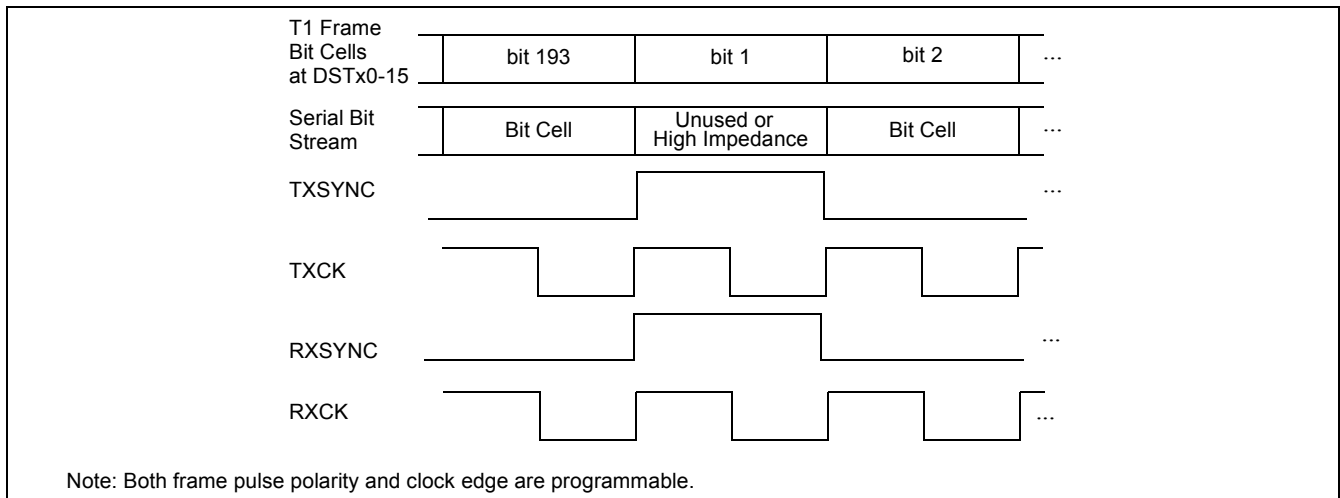 T1 Frame
Bit Cells
at DSTx0-15
bit 193
bit 1
bit 2
...
Serial Bit
Stream
Bit Cell
Unused or
High Impedance
Bit Cell
...
TXSYNC
...
TXCK
RXSYNC
...
RXCK
...
Note: Both frame pulse polarity and clock edge are programmable.